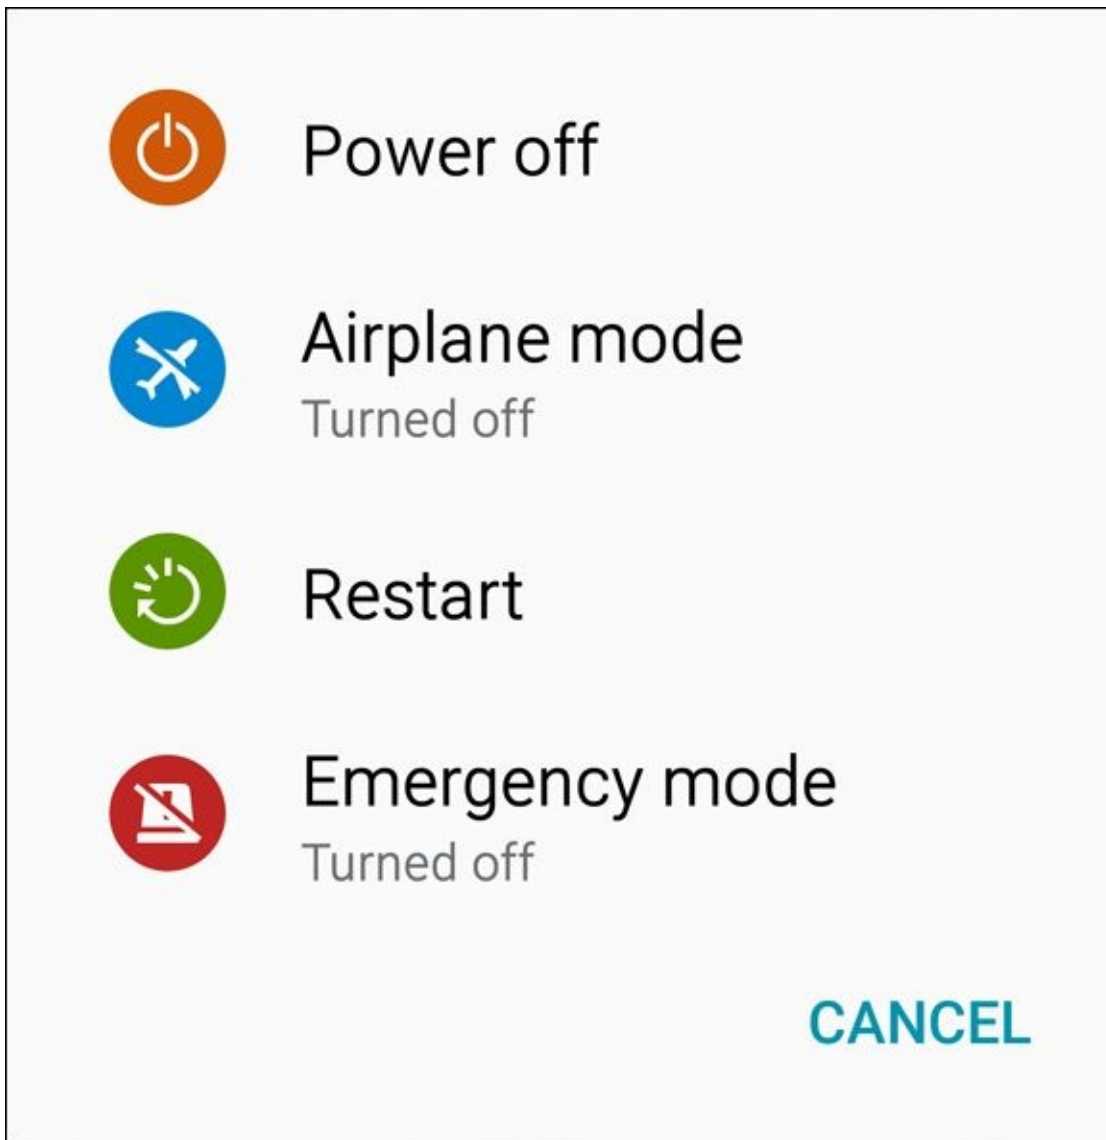 Power off
Airplane mode
Turned off
Restart
Emergency mode
Turned off
CANCEL